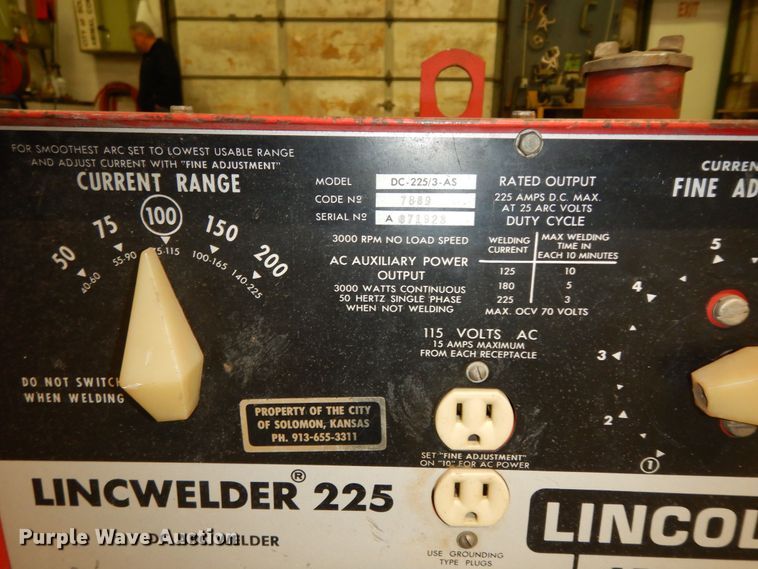 FOR SMOOTHEST ARC SET TO LOWEST USABLE RANGE
AND ADJUST CURRENT WITH "FINE ADJUSTMENT"
CURRENT RANGE
50
75
100
150
200
40-60
55-90
75-115
100-165
140-225
DO NOT SWITCH
WHEN WELDING
MODEL DC-225/3-AS
CODE Nº 7889
SERIAL Nº A 871928
3000 RPM NO LOAD SPEED
AC AUXILIARY POWER
OUTPUT
3000 WATTS CONTINUOUS
50 HERTZ SINGLE PHASE
WHEN NOT WELDING
RATED OUTPUT
225 AMPS D.C. MAX.
AT 25 ARC VOLTS
DUTY CYCLE
WELDING CURRENT
MAX WELDING TIME IN EACH 10 MINUTES
125 10
180 5
225 3
MAX. OCV 70 VOLTS
115 VOLTS AC
15 AMPS MAXIMUM
FROM EACH RECEPTACLE
SET "FINE ADJUSTMENT"
ON "10" FOR AC POWER
USE GROUNDING
TYPE PLUGS
CURREN
FINE AD
5
4
3
2
1
PROPERTY OF THE CITY
OF SOLOMON, KANSAS
PH. 913-655-3311
LINCWELDER® 225
WELDER
LINCOL
Purple Wave Auction
EXIT